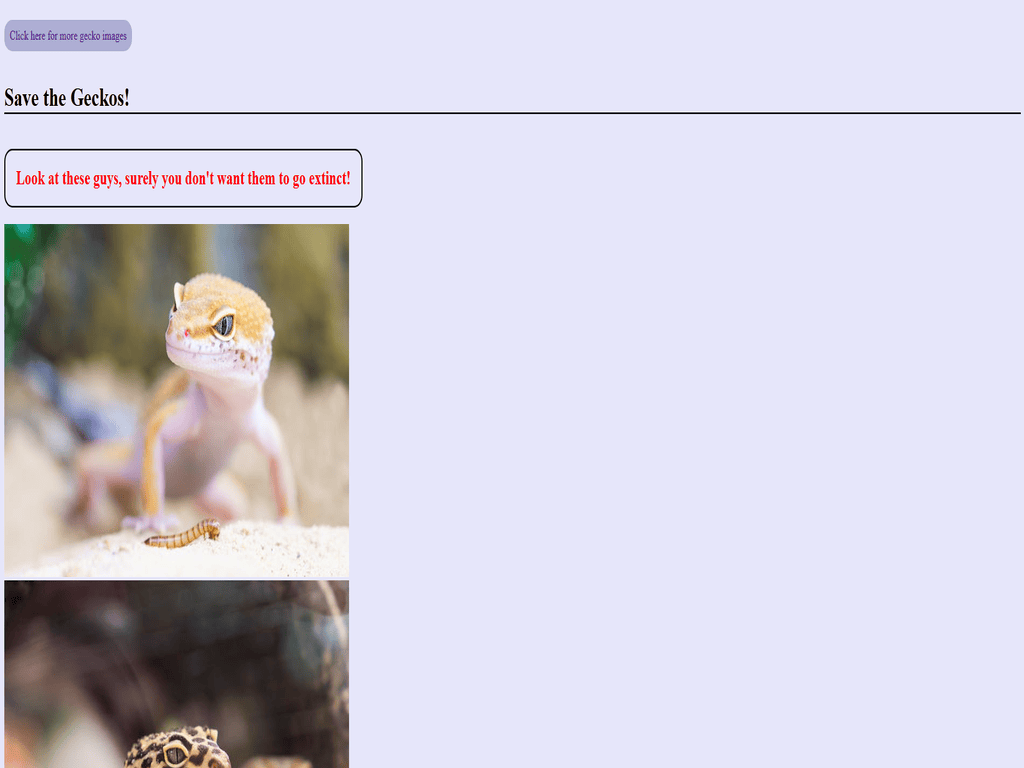 Click here for more gecko images
Save the Geckos!
Look at these guys, surely you don't want them to go extinct!